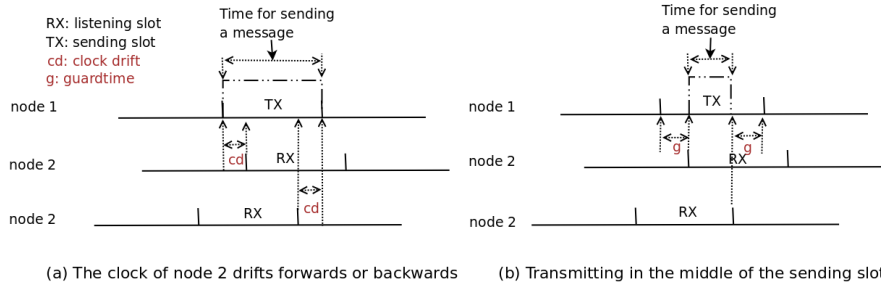 RX: listening slot
TX: sending slot
cd: clock drift
g: guardtime
Time for sending
a message
node 1
TX
node 2
cd
RX
node 2
RX
cd
(a) The clock of node 2 drifts forwards or backwards
Time for sending
a message
node 1
TX
g
g
node 2
RX
node 2
RX
(b) Transmitting in the middle of the sending slot